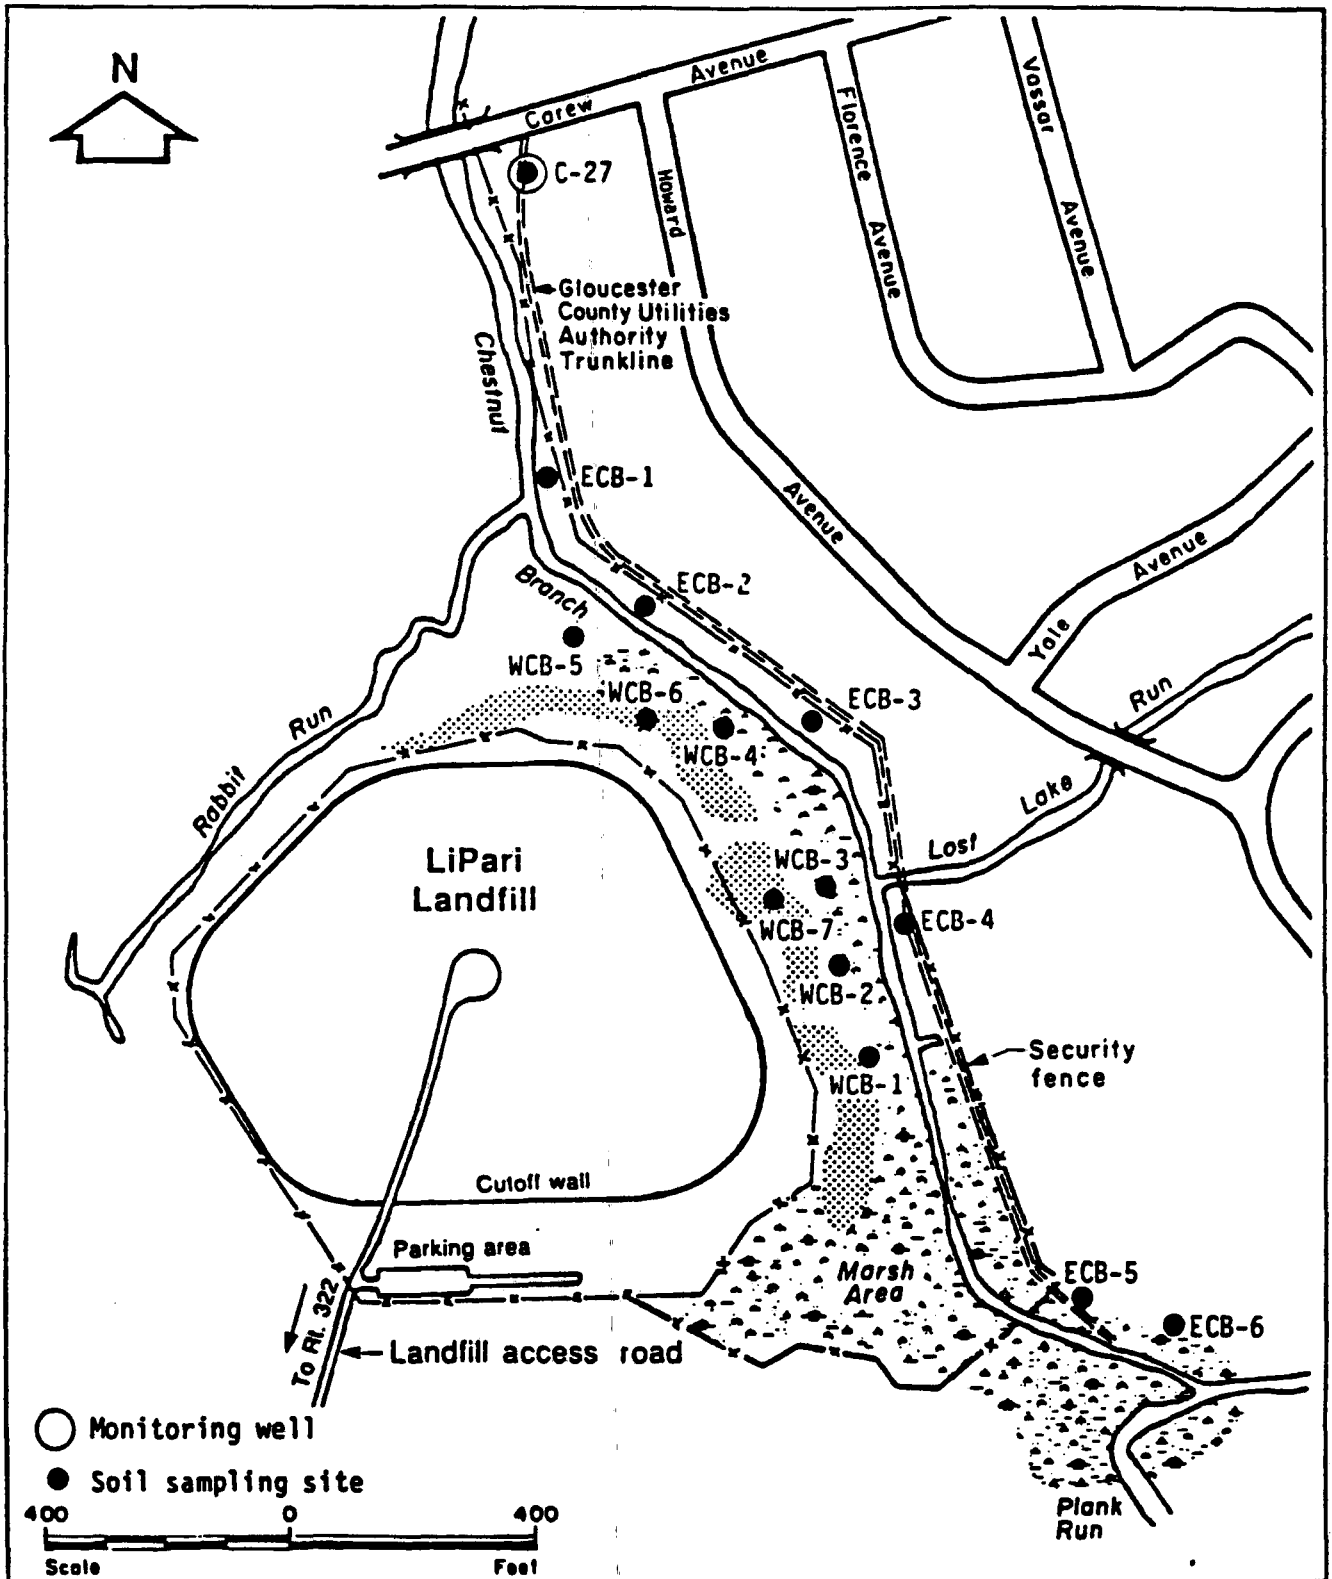 N
Carew
Avenue
Florence
Avenue
Vassar
Avenue
Howard
Avenue
C-27
Gloucester
County Utilities
Authority
Trunkline
Chestnut
Branch
ECB-1
ECB-2
WCB-5
WCB-6
ECB-3
WCB-4
Yale
Avenue
Rabbit
Run
Lost
Lake
Run
LiPari
Landfill
WCB-3
WCB-7
ECB-4
WCB-2
Security
fence
WCB-1
Cutoff wall
Parking area
Marsh
Area
ECB-5
ECB-6
To Rt. 322
Landfill access road
Plank
Run
Monitoring well
Soil sampling site
400
0
400
Scale
Feet